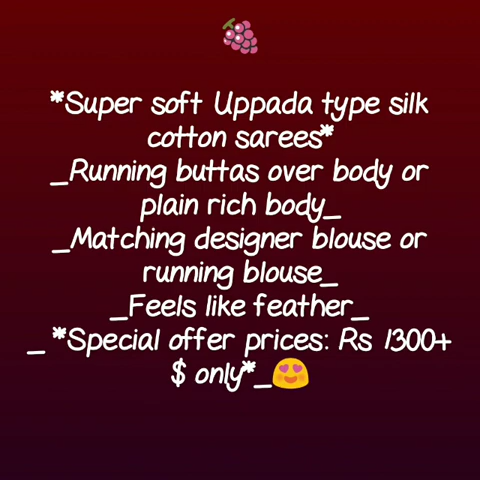 *Super soft Uppada type silk
cotton sarees*
_Running buttas over body or
plain rich body_
_Matching designer blouse or
running blouse_
_Feels like feather_
_ *Special offer prices: Rs 1300+
$ only*_😍